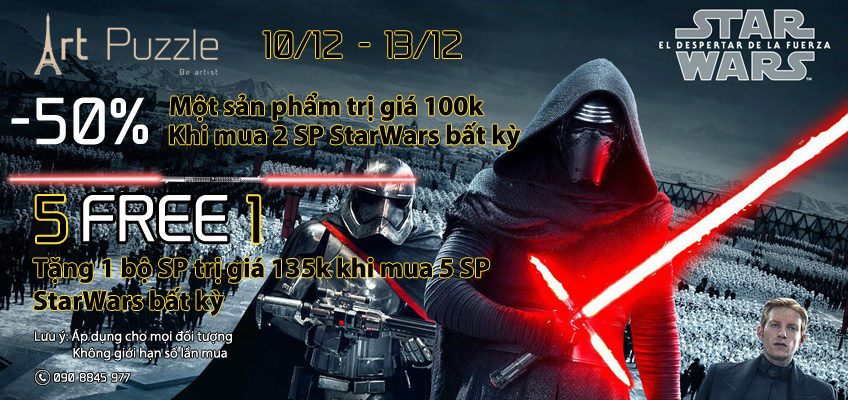 Art Puzzle
Be artist
10/12 - 13/12
STAR
EL DESPERTAR DE LA FUERZA
WARS
-50%
Một sản phẩm trị giá 100k
Khi mua 2 SP StarWars bất kỳ
5 FREE 1
Tặng 1 bộ SP trị giá 135k khi mua 5 SP
StarWars bất kỳ
Lưu ý: Áp dụng cho mọi đối tượng
Không giới hạn số lần mua
090 8845 977